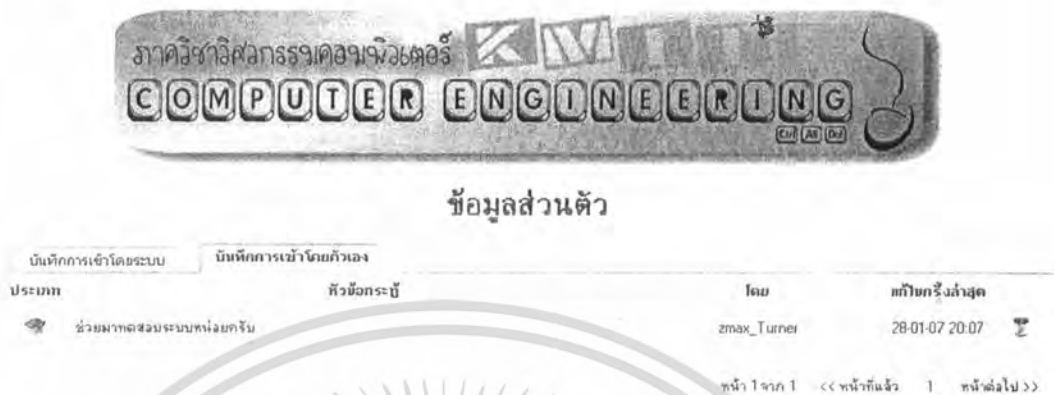 ภาควิชาวิศวกรรมคอมพิวเตอร์ KMITL
COMPUTER ENGINEERING
Ctrl Alt Del
ข้อมูลส่วนตัว
บันทึกการเข้าโดยระบบ บันทึกการเข้าโดยตัวเอง
ประเภท หัวข้อกระทู้ โดย แก้ไขครั้งล่าสุด
ช่วยมาทดสอบระบบหน่อยครับ zmax_Turner 28-01-07 20:07
หน้า 1 จาก 1 << หน้าที่แล้ว 1 หน้าต่อไป >>